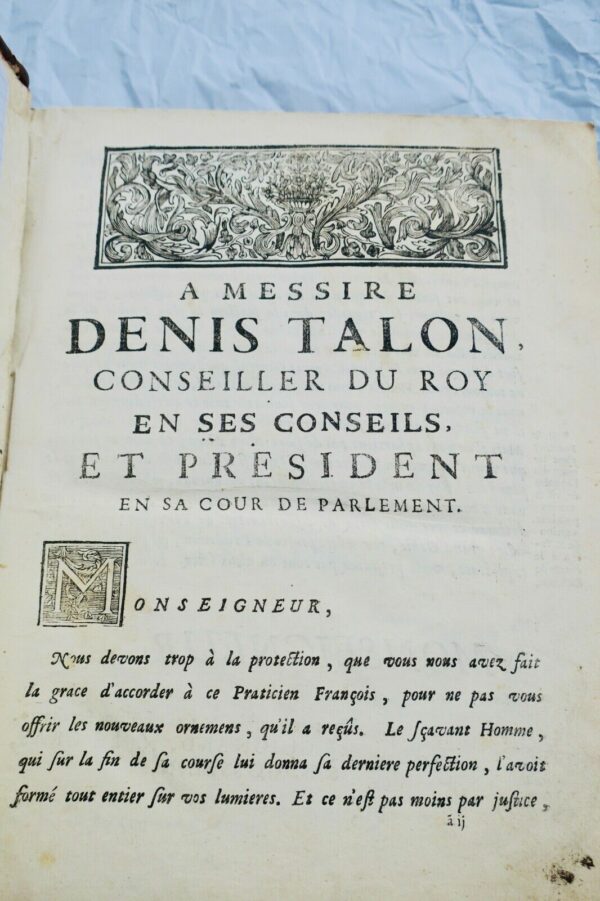 A MESSIRE
DENIS TALON,
CONSEILLER DU ROY
EN SES CONSEILS,
ET PRESIDENT
EN SA COUR DE PARLEMENT.
MONSEIGNEUR,
Nous devons trop à la protection, que vous nous avez fait
la grace d'accorder à ce Praticien François, pour ne pas vous
offrir les nouveaux ornemens, qu'il a reçûs. Le sçavant Homme,
qui ſur la fin de ſa courſe lui donna ſa derniere perfection, l'avoit
formé tout entier ſur vos lumieres. Et ce n'eſt pas moins par juſtice,
ã ij